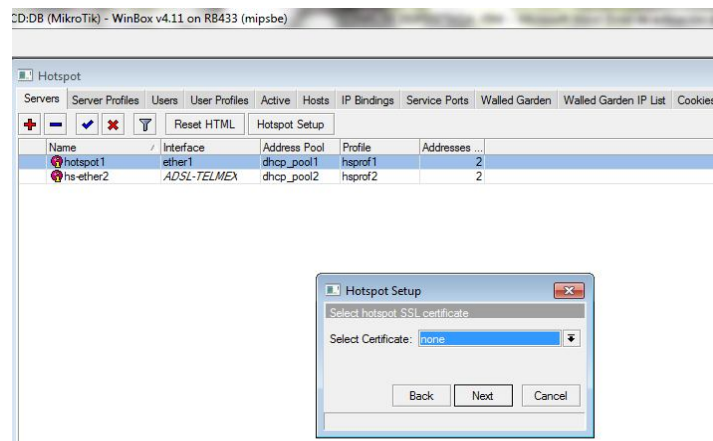 CD:DB (MikroTik) - WinBox v4.11 on RB433 (mipsbe)
Hotspot
Servers Server Profiles Users User Profiles Active Hosts IP Bindings Service Ports Walled Garden Walled Garden IP List Cookies
Reset HTML Hotspot Setup
Name / Interface Address Pool Profile Addresses ...
hotspot1 ether1 dhcp_pool1 hsprof1 2
hs-ether2 ADSL-TELMEX dhcp_pool2 hsprof2 2
Hotspot Setup
Select hotspot SSL certificate
Select Certificate: none
Back Next Cancel